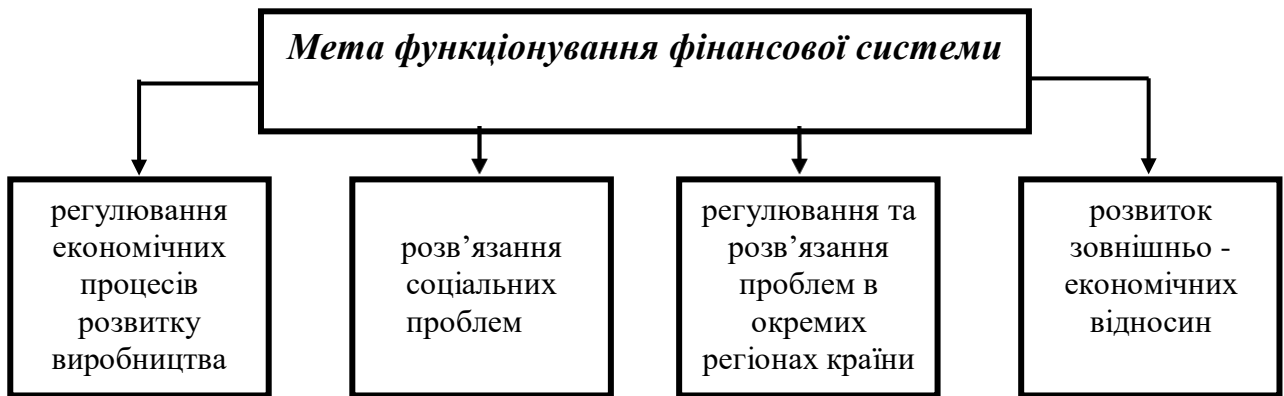 Мета функціонування фінансової системи
регулювання
економічних
процесів
розвитку
виробництва
розв’язання
соціальних
проблем
регулювання та
розв’язання
проблем в
окремих
регіонах країни
розвиток
зовнішньо -
економічних
відносин